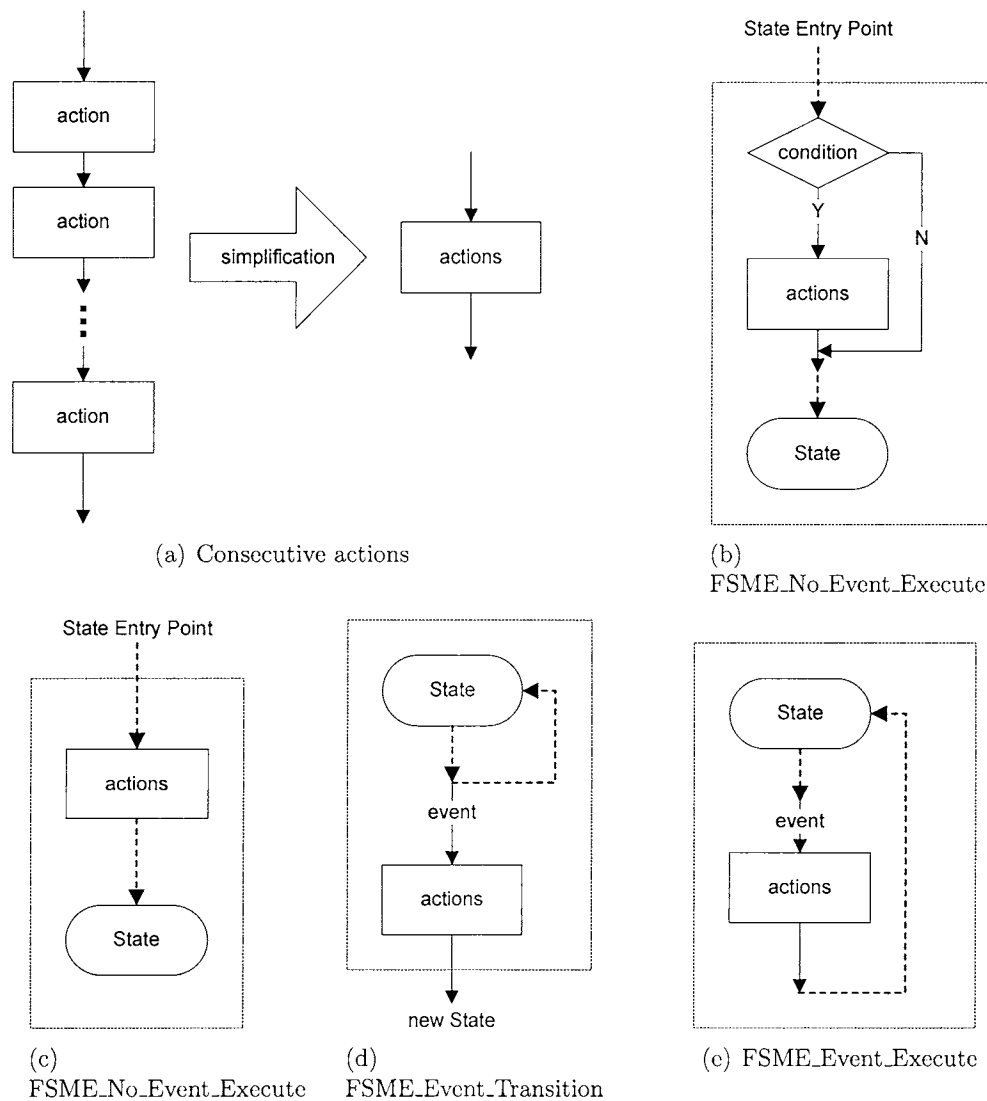 action
action
action
simplification
actions
(a) Consecutive actions
State Entry Point
condition
Y
N
actions
State
(b)
FSME_No_Event_Execute
State Entry Point
actions
State
(c)
FSME_No_Event_Execute
State
event
actions
new State
(d)
FSME_Event_Transition
State
event
actions
(e) FSME_Event_Execute